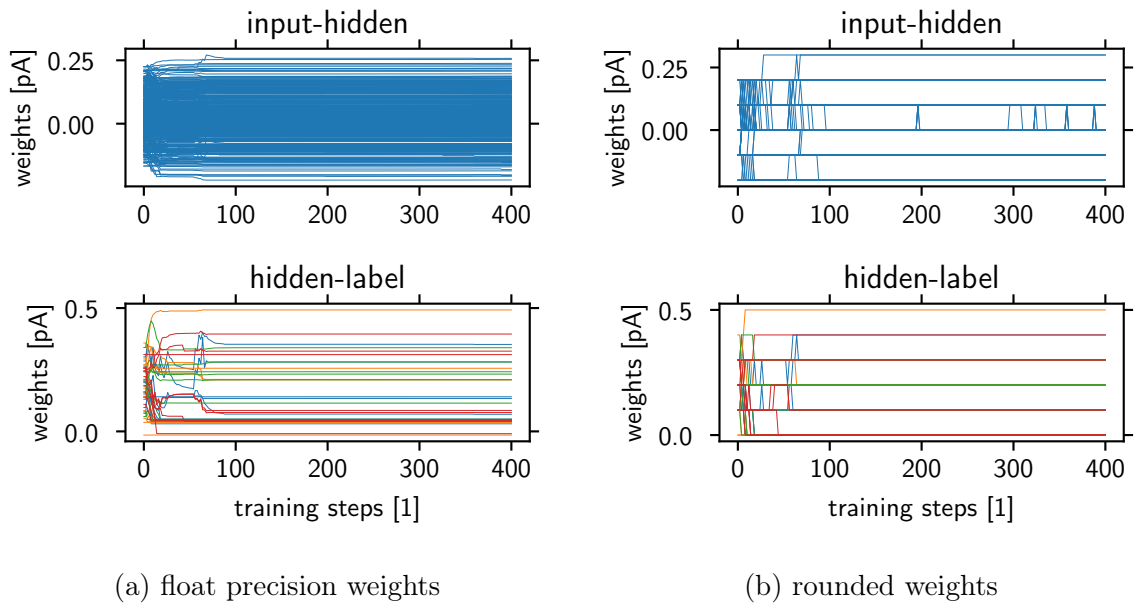 input-hidden
weights [pA]
0.25
0.00
0
100
200
300
400
hidden-label
weights [pA]
0.5
0.0
0
100
200
300
400
training steps [1]
(a) float precision weights
input-hidden
weights [pA]
0.25
0.00
0
100
200
300
400
hidden-label
weights [pA]
0.5
0.0
0
100
200
300
400
training steps [1]
(b) rounded weights